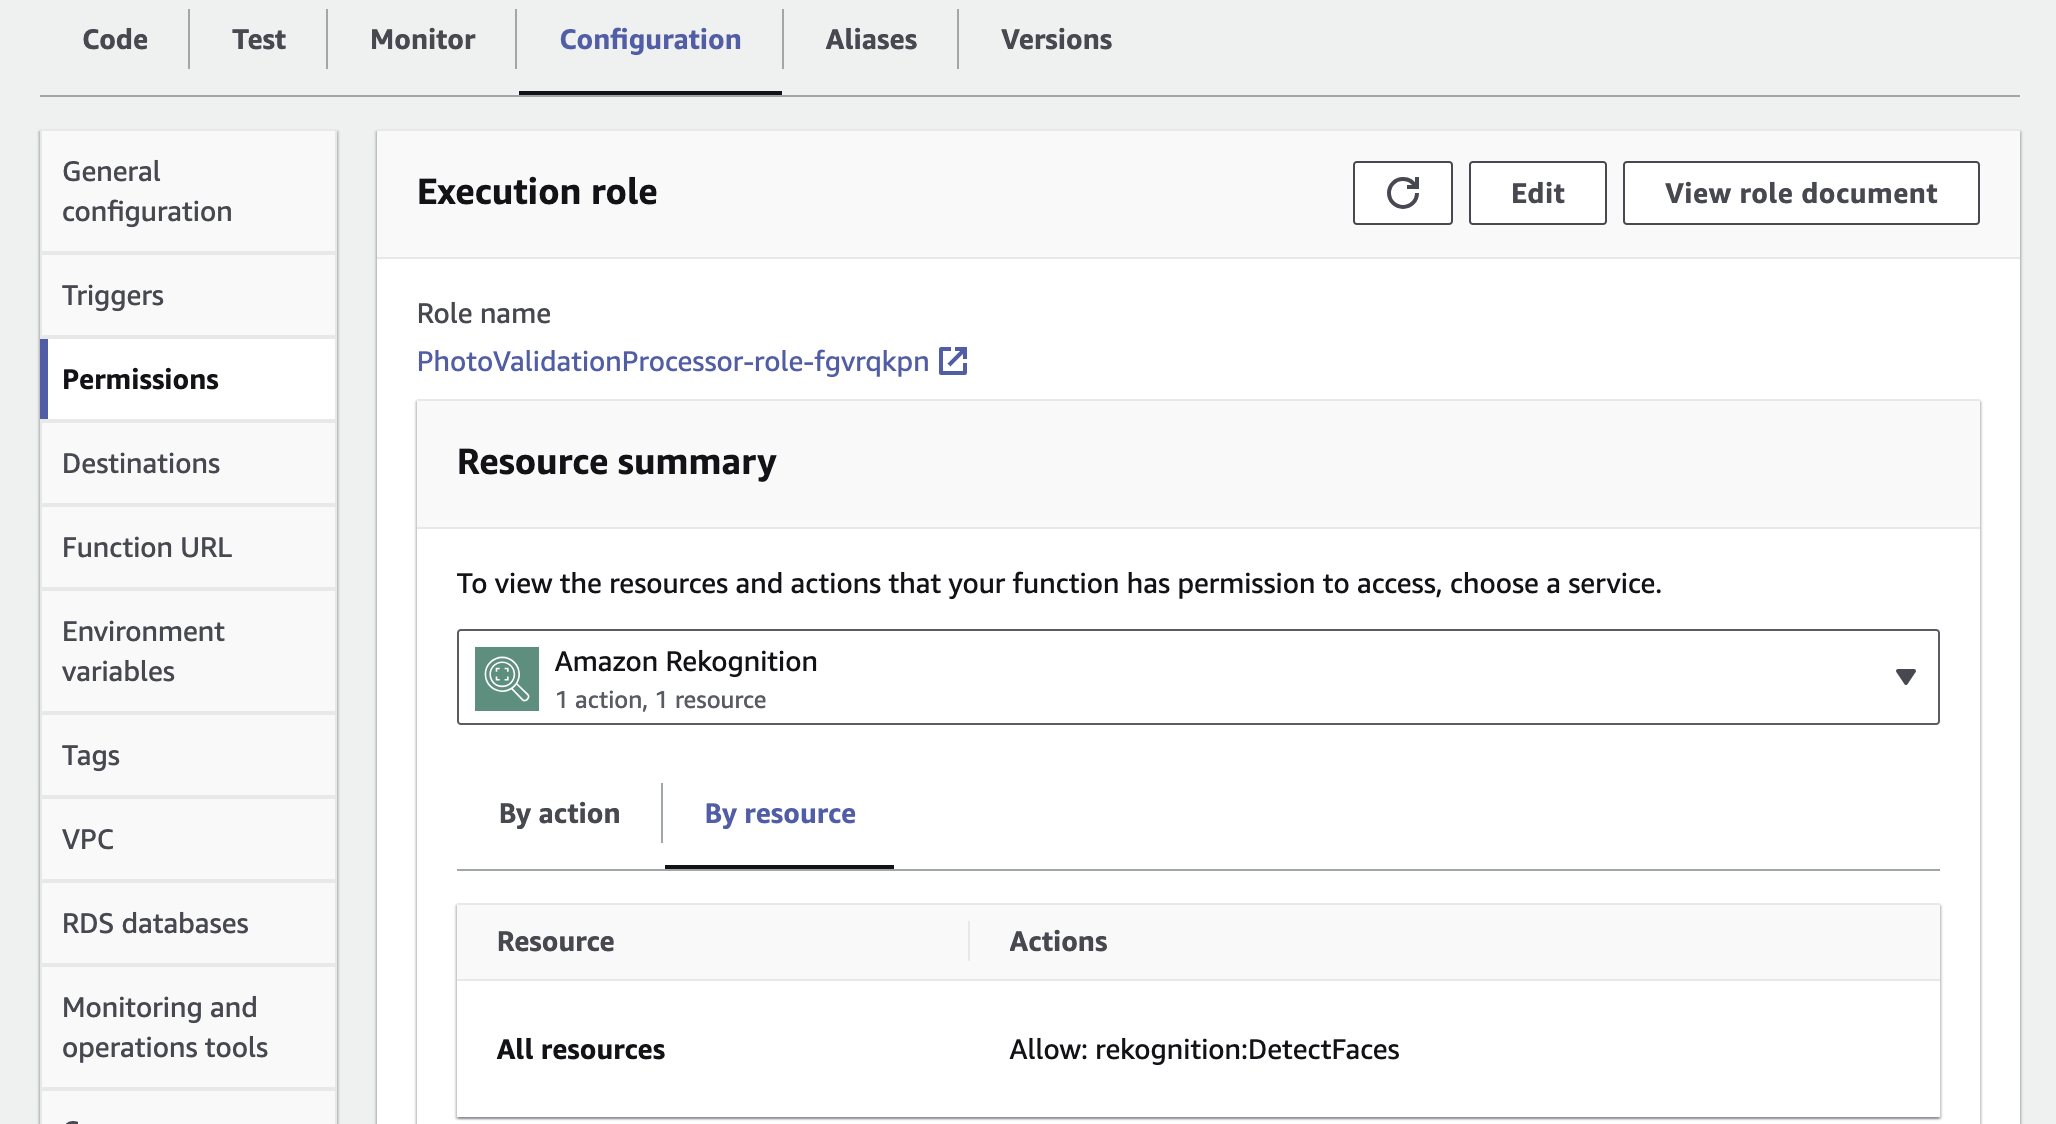 Code
Test
Monitor
Configuration
Aliases
Versions
General
configuration
Triggers
Permissions
Destinations
Function URL
Environment
variables
Tags
VPC
RDS databases
Monitoring and
operations tools
Execution role
Edit
View role document
Role name
PhotoValidationProcessor-role-fgvrqkpn
Resource summary
To view the resources and actions that your function has permission to access, choose a service.
Amazon Rekognition
1 action, 1 resource
By action
By resource
Resource
Actions
All resources
Allow: rekognition:DetectFaces